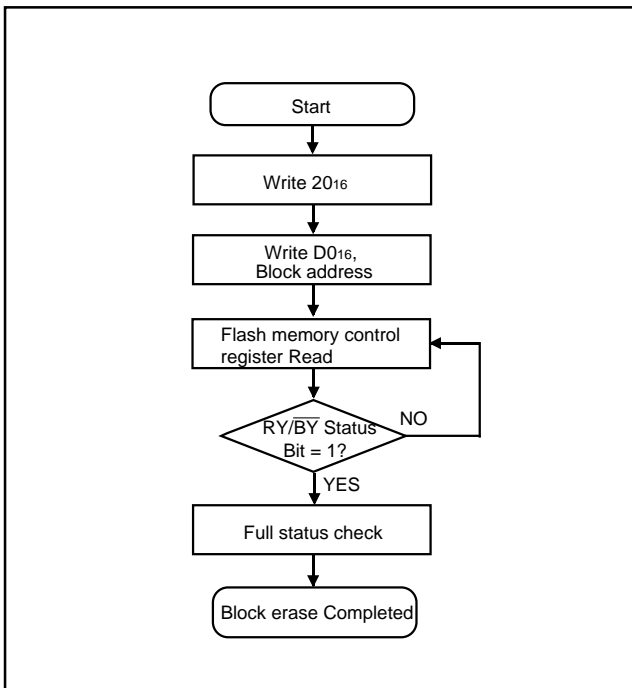 Start
Write 20₁₆
Write D0₁₆,
Block address
Flash memory control
register Read
RY/B̅Y̅ Status
Bit = 1?
NO
YES
Full status check
Block erase Completed